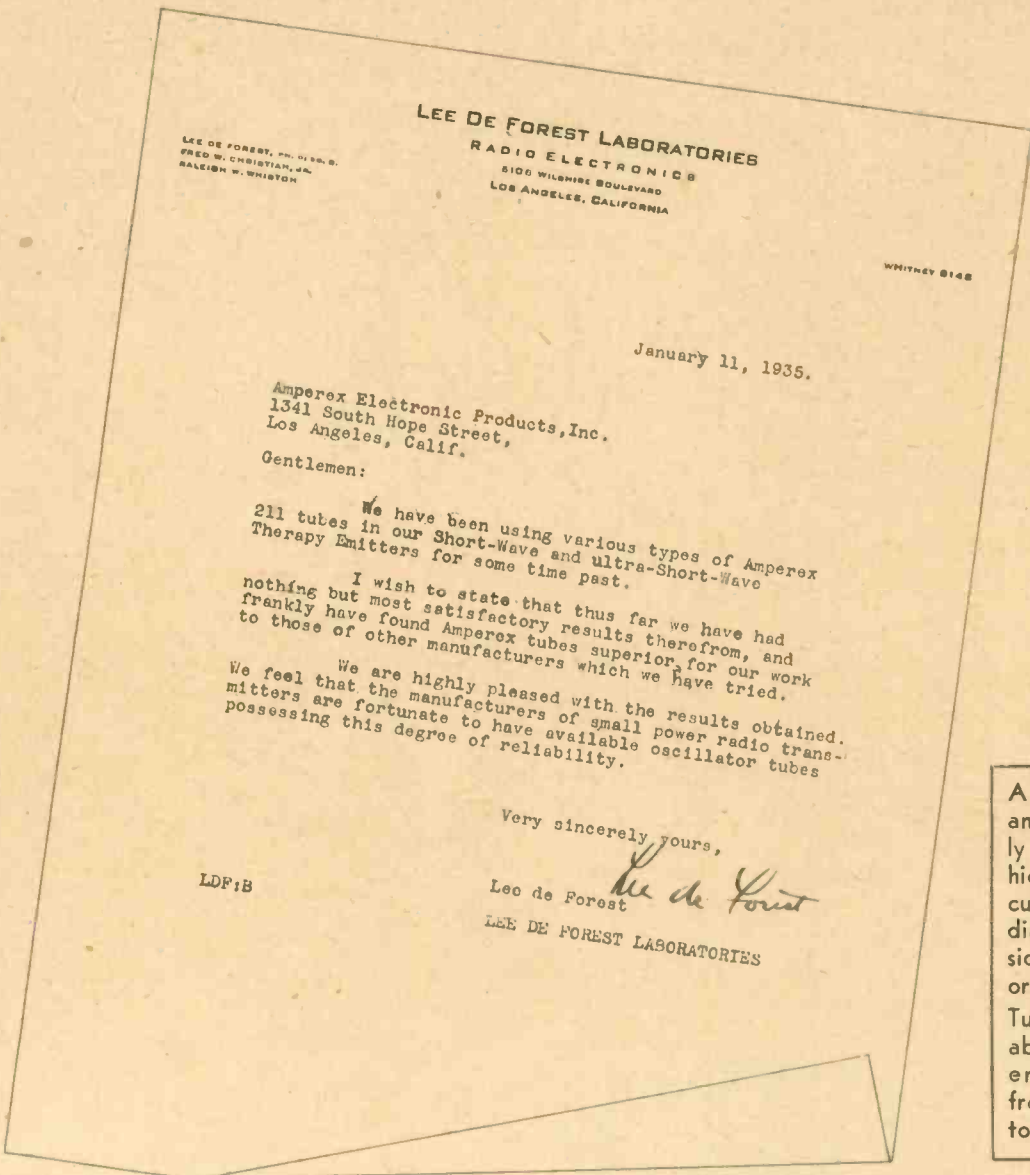 LEE DE FOREST LABORATORIES
RADIO ELECTRONICS
5106 WILSHIRE BOULEVARD
LOS ANGELES, CALIFORNIA
LEE DE FOREST, PH. D. SC. D.
FRED W. CHRISTIAN, JR.
RALEIGH W. WHISTON
WHITNEY 8148
January 11, 1935.
Amperex Electronic Products,Inc.
1341 South Hope Street,
Los Angeles, Calif.
Gentlemen:
We have been using various types of Amperex
211 tubes in our Short-Wave and ultra-Short-Wave
Therapy Emitters for some time past.
I wish to state that thus far we have had
nothing but most satisfactory results therefrom, and
frankly have found Amperex tubes superior, for our work
to those of other manufacturers which we have tried.
We are highly pleased with the results obtained.
We feel that the manufacturers of small power radio trans-
mitters are fortunate to have available oscillator tubes
possessing this degree of reliability.
Very sincerely yours,
Lee de Forest
Lee de Forest
LEE DE FOREST LABORATORIES
LDF:B
A
an
ly
hig
cu
di
sio
or
Tu
ab
en
fre
to